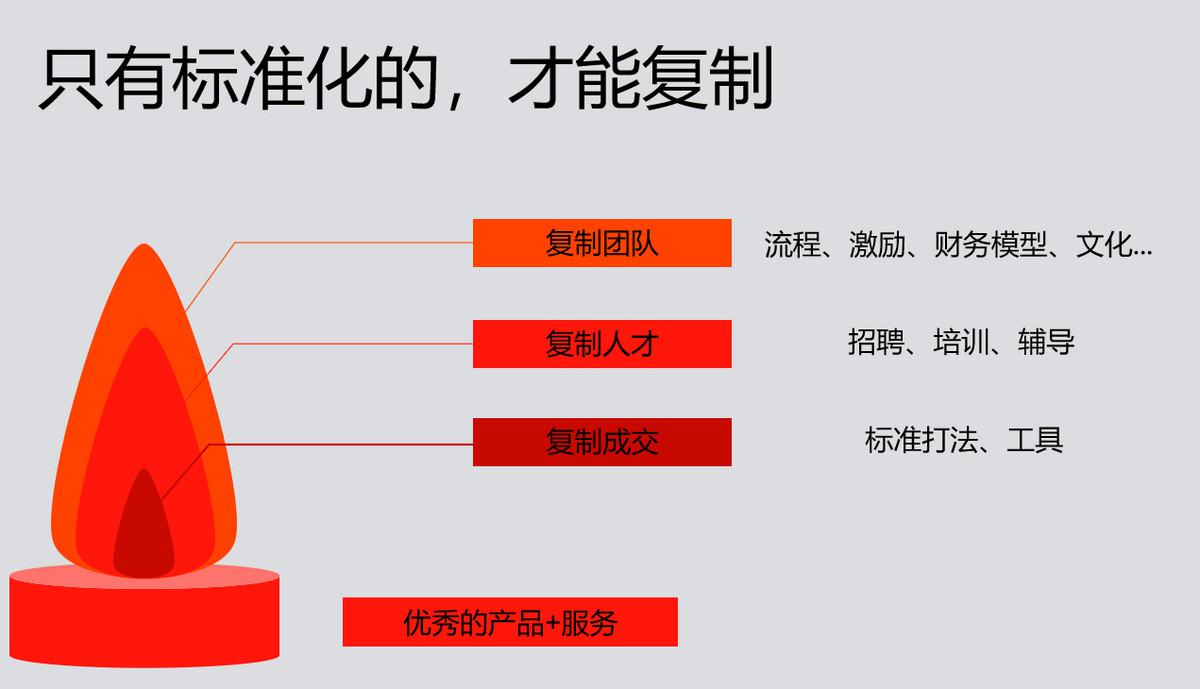 只有标准化的，才能复制
复制团队
流程、激励、财务模型、文化...
复制人才
招聘、培训、辅导
复制成交
标准打法、工具
优秀的产品+服务